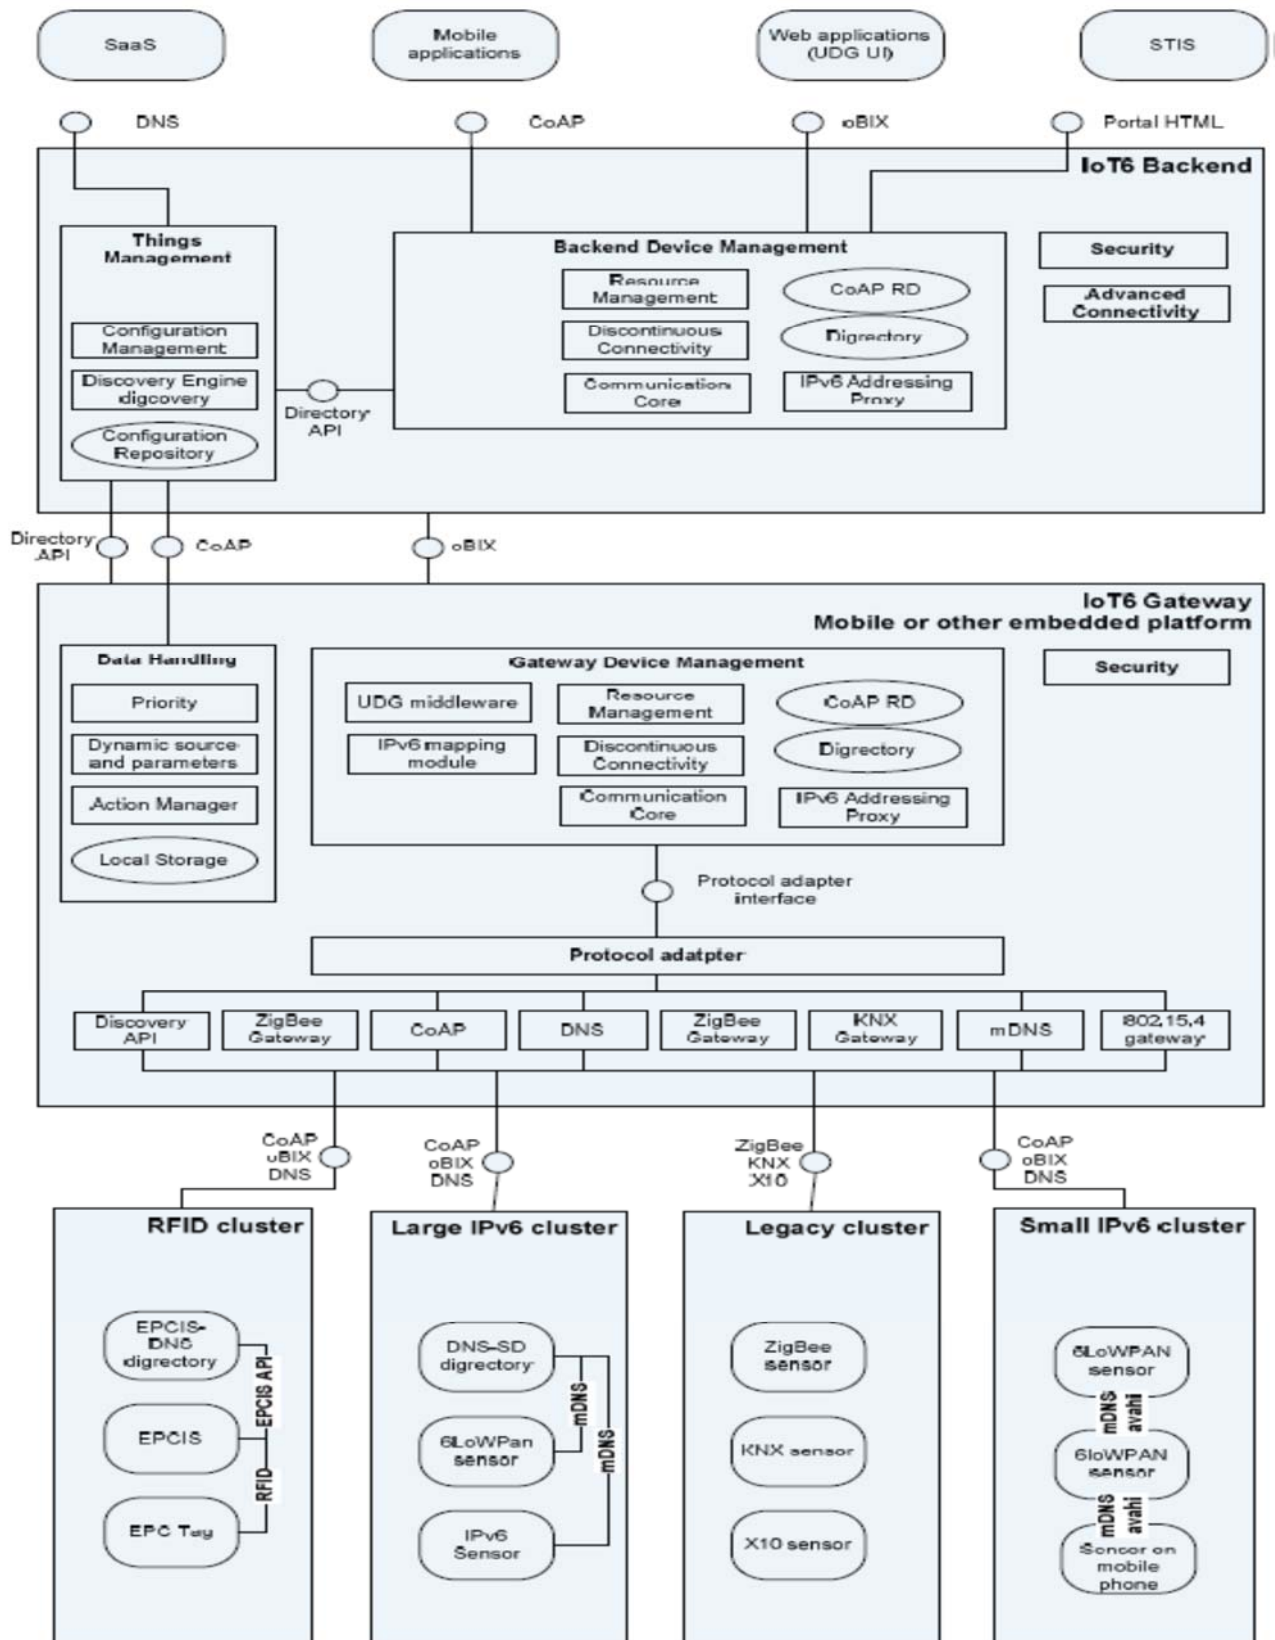 SaaS
Mobile
applications
Web applications
(UDG UI)
STIS
DNS
CoAP
oBIX
Portal HTML
IoT6 Backend
Things
Management
Configuration
Management
Discovery Engine
digcovery
Configuration
Repository
Directory
API
Backend Device Management
Resource
Management
Discontinuous
Connectivity
Communication
Core
CoAP RD
Digrectory
IPv6 Addressing
Proxy
Security
Advanced
Connectivity
Directory
API
CoAP
oBIX
IoT6 Gateway
Mobile or other embedded platform
Data Handling
Priority
Dynamic source
and parameters
Action Manager
Local Storage
Gateway Device Management
UDG middleware
IPv6 mapping
module
Resource
Management
Discontinuous
Connectivity
Communication
Core
CoAP RD
Digrectory
IPv6 Addressing
Proxy
Security
Protocol adapter
interface
Protocol adatpter
Discovery
API
ZigBee
Gateway
CoAP
DNS
ZigBee
Gateway
KNX
Gateway
mDNS
802.15.4
gateway
CoAP
oBIX
DNS
CoAP
oBIX
DNS
ZigBee
KNX
X10
CoAP
oBIX
DNS
RFID cluster
EPCIS-
DNS
digrectory
EPCIS
EPC Tag
EPCIS API
RFID
Large IPv6 cluster
DNS-SD
digrectory
6LoWPan
sensor
IPv6
Sensor
mDNS
mDNS
Legacy cluster
ZigBee
sensor
KNX sensor
X10 sensor
Small IPv6 cluster
6LoWPAN
sensor
mDNS
avahi
6loWPAN
sensor
mDNS
avahi
Sensor on
mobile
phone